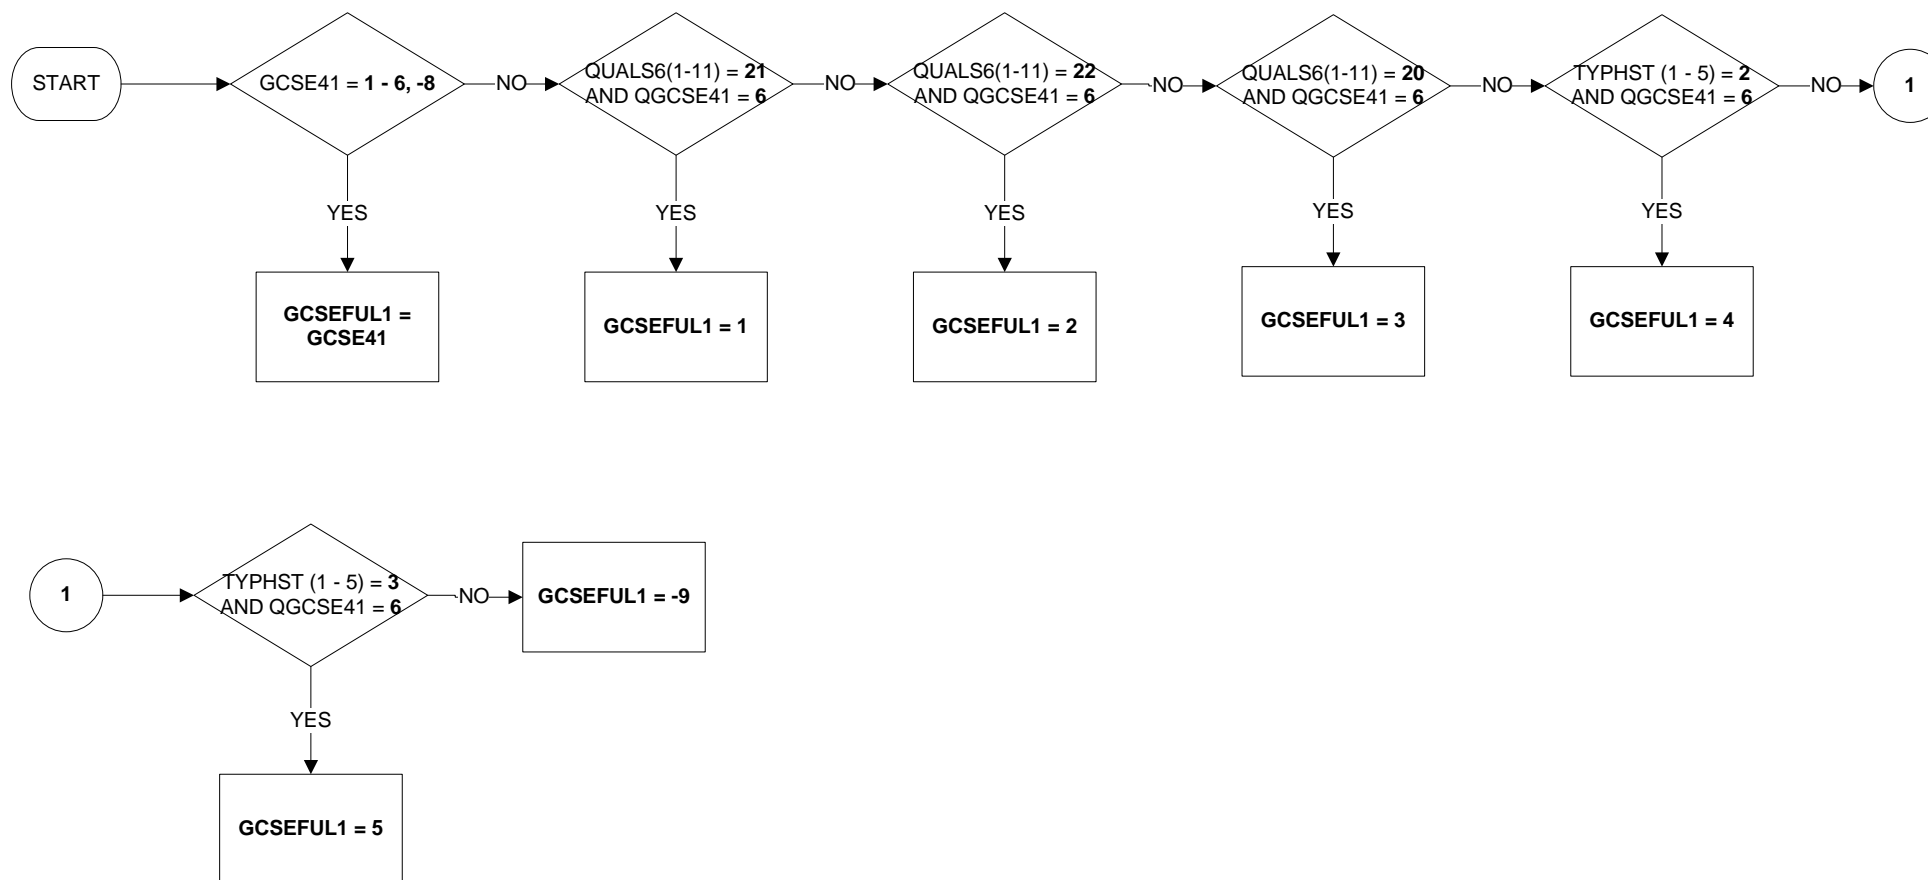 START
GCSE41 = 1 - 6, -8
NO
QUALS6(1-11) = 21
AND QGCSE41 = 6
NO
QUALS6(1-11) = 22
AND QGCSE41 = 6
NO
QUALS6(1-11) = 20
AND QGCSE41 = 6
NO
TYPHST (1 - 5) = 2
AND QGCSE41 = 6
NO
1
YES
YES
YES
YES
YES
GCSEFUL1 =
GCSE41
GCSEFUL1 = 1
GCSEFUL1 = 2
GCSEFUL1 = 3
GCSEFUL1 = 4
1
TYPHST (1 - 5) = 3
AND QGCSE41 = 6
NO
GCSEFUL1 = -9
YES
GCSEFUL1 = 5